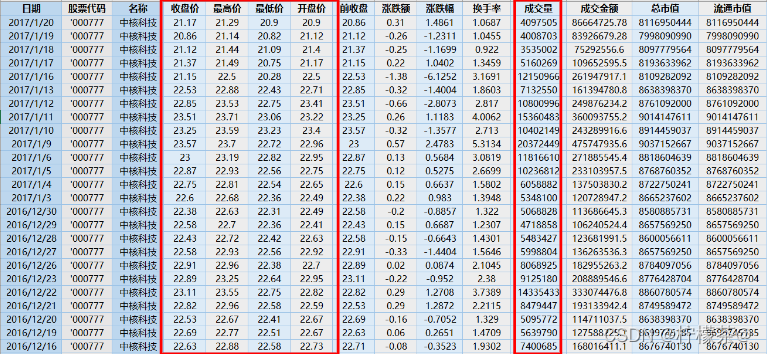 日期 股票代码 名称 收盘价 最高价 最低价 开盘价 前收盘 涨跌额 涨跌幅 换手率 成交量 成交金额 总市值 流通市值
2017/1/20 '000777 中核科技 21.17 21.29 20.9 20.9 20.86 0.31 1.4861 1.0687 4097505 86664725.78 8116950444 8116950444
2017/1/19 '000777 中核科技 20.86 21.14 20.82 21.12 21.12 -0.26 -1.2311 1.0455 4008703 83926679.28 7998090990 7998090990
2017/1/18 '000777 中核科技 21.12 21.44 21.09 21.4 21.37 -0.25 -1.1699 0.922 3535002 75292556.6 8097779564 8097779564
2017/1/17 '000777 中核科技 21.37 21.49 20.75 21.17 21.15 0.22 1.0402 1.3459 5160269 109652595.5 8193633962 8193633962
2017/1/16 '000777 中核科技 21.15 22.5 20.5 22.5 22.53 -1.38 -6.1252 3.1691 12150966 261947917.1 8109282092 8109282092
2017/1/13 '000777 中核科技 22.53 22.88 22.43 22.71 22.85 -0.32 -1.4004 1.8603 7132550 161394780.8 8638398370 8638398370
2017/1/12 '000777 中核科技 22.85 23.53 22.75 23.41 23.51 -0.66 -2.8073 2.817 10800996 249876234.2 8761092000 8761092000
2017/1/11 '000777 中核科技 23.51 23.71 23.06 23.22 23.25 0.26 1.1183 4.0062 15360483 360093755.2 9014147611 9014147611
2017/1/10 '000777 中核科技 23.25 23.59 23.23 23.4 23.57 -0.32 -1.3577 2.713 10402149 243289916.6 8914459037 8914459037
2017/1/9 '000777 中核科技 23.57 23.7 22.72 22.96 23 0.57 2.4783 5.3134 20372449 475747935.6 9037152667 9037152667
2017/1/6 '000777 中核科技 23 23.19 22.82 22.95 22.87 0.13 0.5684 3.0819 11816610 271885545.4 8818604639 8818604639
2017/1/5 '000777 中核科技 22.87 22.93 22.56 22.75 22.75 0.12 0.5275 2.6699 10236812 233103957.5 8768760352 8768760352
2017/1/4 '000777 中核科技 22.75 22.81 22.54 22.65 22.6 0.15 0.6637 1.5802 6058882 137503830.2 8722750241 8722750241
2017/1/3 '000777 中核科技 22.6 22.68 22.36 22.49 22.38 0.22 0.983 1.3948 5348100 120728947.2 8665237602 8665237602
2016/12/30 '000777 中核科技 22.38 22.63 22.31 22.49 22.58 -0.2 -0.8857 1.322 5068828 113686645.3 8580885731 8580885731
2016/12/29 '000777 中核科技 22.58 22.7 22.36 22.41 22.43 0.15 0.6687 1.2307 4718858 106240524.4 8657569250 8657569250
2016/12/28 '000777 中核科技 22.43 22.72 22.42 22.63 22.58 -0.15 -0.6643 1.4301 5483427 123681991.5 8600056611 8600056611
2016/12/27 '000777 中核科技 22.58 22.93 22.56 22.92 22.91 -0.33 -1.4404 1.5646 5998804 136263536.3 8657569250 8657569250
2016/12/26 '000777 中核科技 22.91 22.96 22.38 22.7 22.89 0.02 0.0874 2.1045 8068925 182955263.2 8784097056 8784097056
2016/12/23 '000777 中核科技 22.89 23.25 22.64 22.95 23.11 -0.22 -0.952 2.38 9125180 208889546.6 8776428704 8776428704
2016/12/22 '000777 中核科技 23.11 23.55 22.75 22.82 22.82 0.29 1.2708 3.7389 14335433 333074476.8 8860780574 8860780574
2016/12/21 '000777 中核科技 22.82 22.96 22.58 22.59 22.53 0.29 1.2872 2.2115 8479447 193133942.4 8749589472 8749589472
2016/12/20 '000777 中核科技 22.53 22.67 22.41 22.67 22.69 -0.16 -0.7052 1.329 5095772 114711037.5 8638398370 8638398370
2016/12/19 '000777 中核科技 22.69 22.77 22.51 22.67 22.63 0.06 0.2651 1.4709 5639790
2016/12/16 '000777 中核科技 22.63 22.88 22.58 22.73 22.71 -0.08 -0.3523 1.9302 7400685 168016411.1 8676740130 8676740130